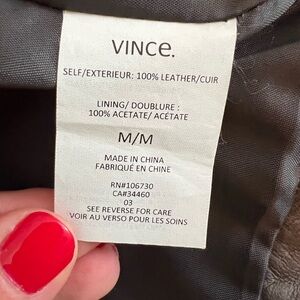 VINCE.
SELF/EXTERIEUR: 100% LEATHER/CUIR
LINING/ DOUBLURE :
100% ACETATE/ ACÉTATE
M/M
MADE IN CHINA
FABRIQUÉ EN CHINE
RN#106730
CA#34460
03
SEE REVERSE FOR CARE
VOIR AU VERSO POUR LES SOINS